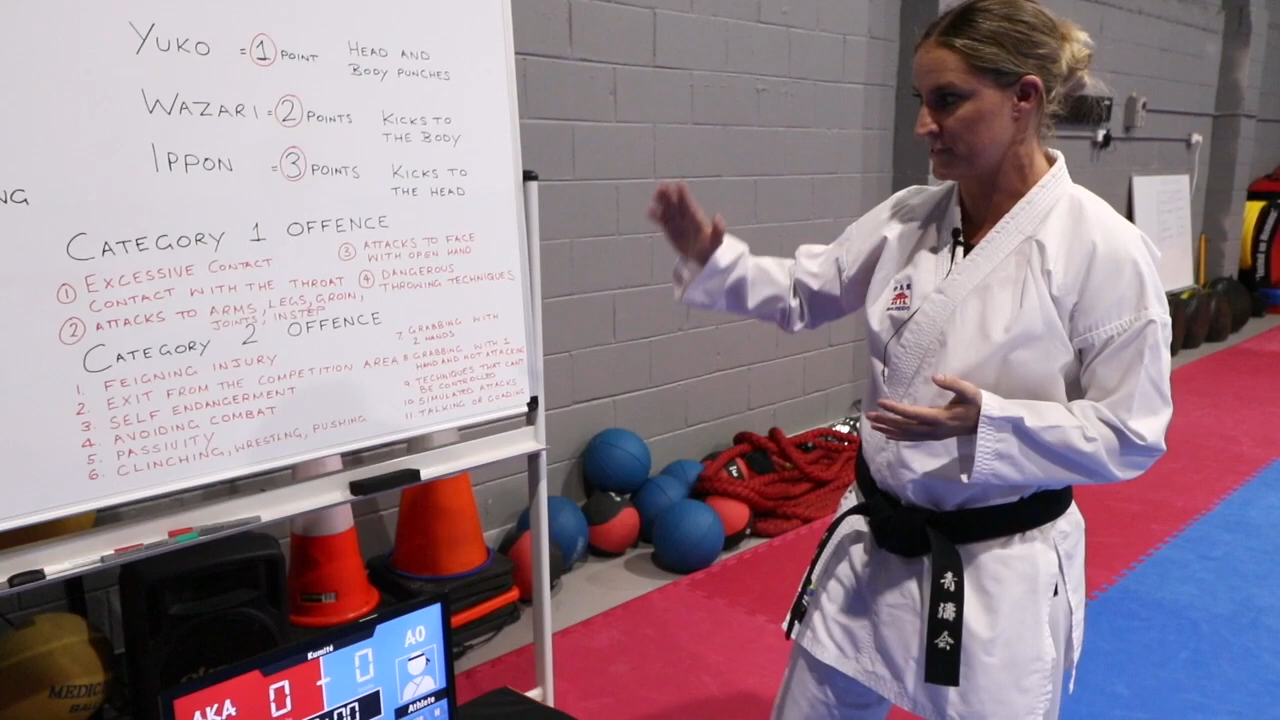 YUKO = 1 POINT HEAD AND
BODY PUNCHES
WAZARI = 2 POINTS KICKS TO
THE BODY
IPPON = 3 POINTS KICKS TO
THE HEAD
NG
CATEGORY 1 OFFENCE
1 EXCESSIVE CONTACT
CONTACT WITH THE THROAT
2 ATTACKS TO ARMS, LEGS, GROIN,
JOINTS, INSTEP
3 ATTACKS TO FACE
WITH OPEN HAND
4 DANGEROUS
THROWING TECHNIQUES
CATEGORY 2 OFFENCE
1. FEIGNING INJURY
2. EXIT FROM THE COMPETITION AREA
3. SELF ENDANGERMENT
4. AVOIDING COMBAT
5. PASSIVITY
6. CLINCHING, WRESTLNG, PUSHING
7. GRABBING WITH
2 HANDS
8. GRABBING WITH 1
HAND AND NOT ATTACKING
9. TECHNIQUES THAT CAN'T
BE CONTROLLED
10. SIMULATED ATTACKS
11. TALKING OR GOADING
Kumité
AKA 0 - 0 AO
:00
Athlete
MEDICINE
BALL
青濤会